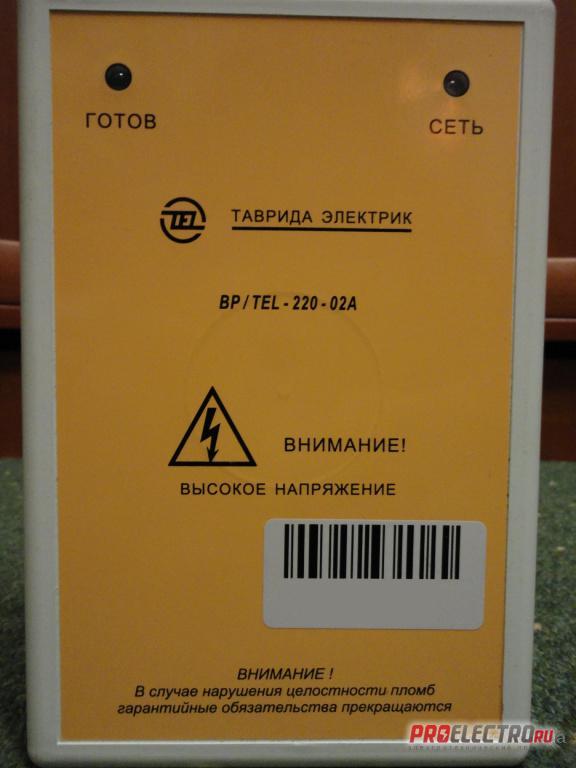 ГОТОВ
СЕТЬ
TEL ТАВРИДА ЭЛЕКТРИК
BP / TEL - 220 - 02A
ВНИМАНИЕ!
ВЫСОКОЕ НАПРЯЖЕНИЕ
ВНИМАНИЕ !
В случае нарушения целостности пломб
гарантийные обязательства прекращаются
PROELECTRO.RU